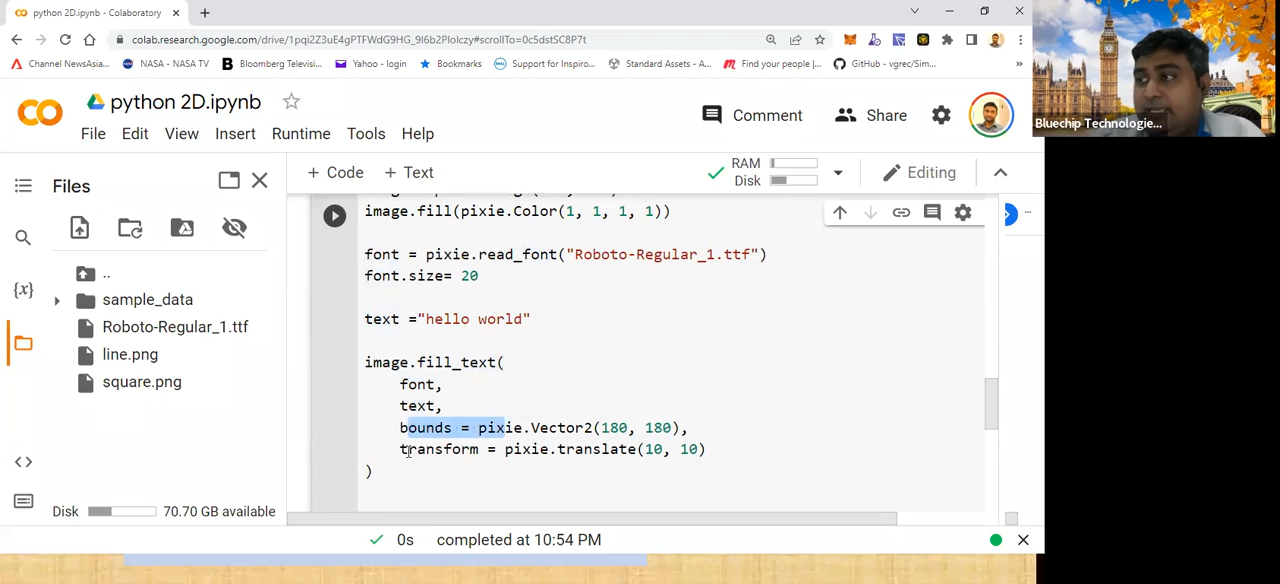 python 2D.ipynb - Colaboratory
colab.research.google.com/drive/1pqi2Z3uE4gPTFWdG9HG_9l6b2PIolczy#scrollTo=0c5dstSC8P7t
Channel NewsAsia...
NASA - NASA TV
Bloomberg Televisi...
Yahoo - login
Bookmarks
Support for Inspiro...
Standard Assets - A...
Find your people |...
GitHub - vgrec/Sim...
Bluechip Technologie...
python 2D.ipynb
File Edit View Insert Runtime Tools Help
Comment
Share
Files
+ Code + Text
RAM
Disk
Editing
image.fill(pixie.Color(1, 1, 1, 1))
font = pixie.read_font("Roboto-Regular_1.ttf")
font.size= 20
text ="hello world"
image.fill_text(
font,
text,
bounds = pixie.Vector2(180, 180),
transform = pixie.translate(10, 10)
)
..
sample_data
Roboto-Regular_1.ttf
line.png
square.png
{x}
Disk 70.70 GB available
0s completed at 10:54 PM